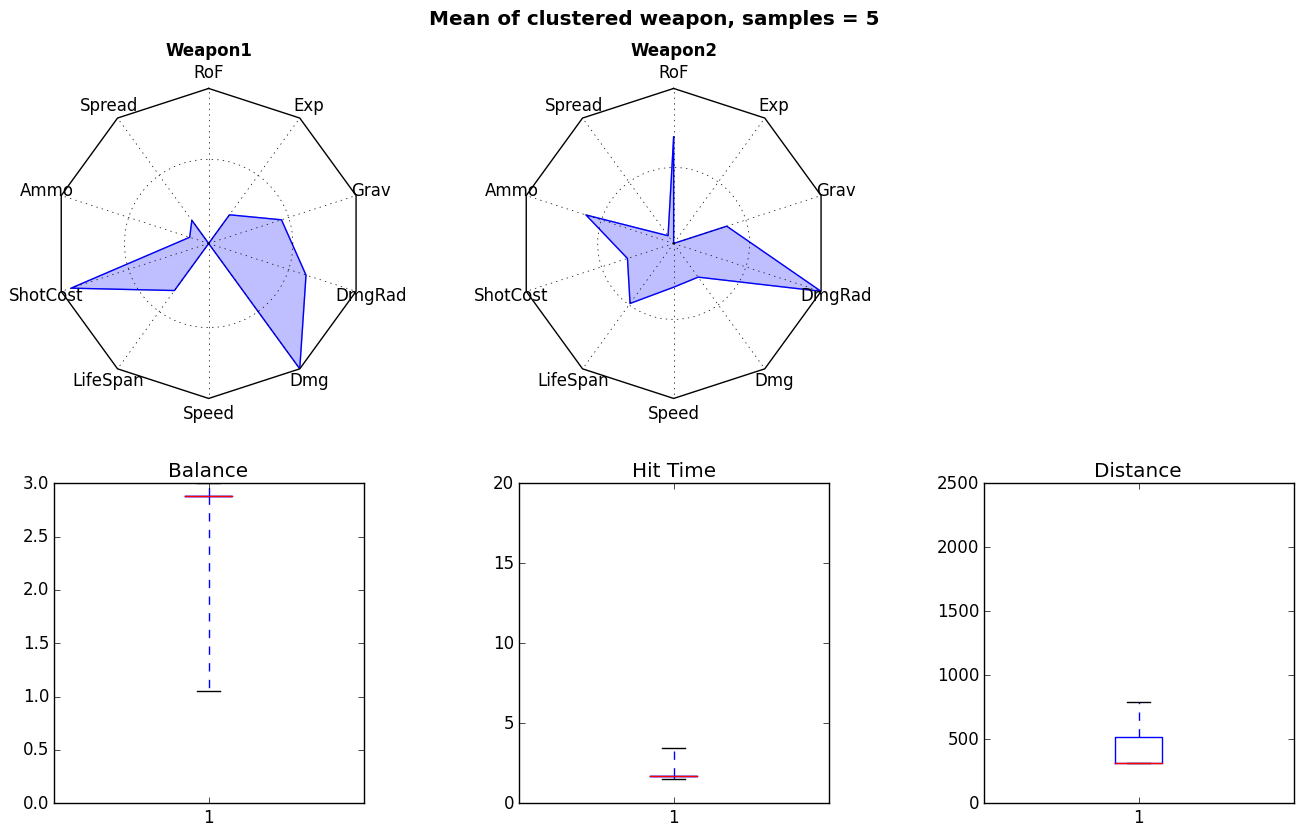 Mean of clustered weapon, samples = 5
Weapon1
RoF
Spread
Exp
Ammo
Grav
ShotCost
DmgRad
LifeSpan
Dmg
Speed
Weapon2
RoF
Spread
Exp
Ammo
Grav
ShotCost
DmgRad
LifeSpan
Dmg
Speed
Balance
3.0
2.5
2.0
1.5
1.0
0.5
0.0
1
Hit Time
20
15
10
5
0
1
Distance
2500
2000
1500
1000
500
0
1